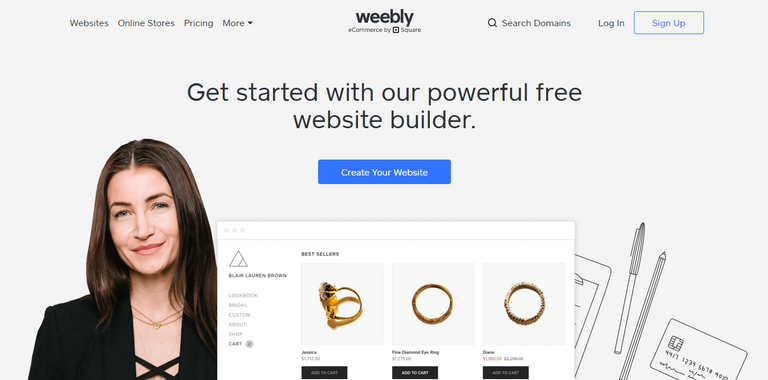 Websites Online Stores Pricing More
weebly
eCommerce by Square
Search Domains
Log In
Sign Up
Get started with our powerful free
website builder.
Create Your Website
BLAIR LAUREN BROWN
LOOKBOOK
BRIDAL
CUSTOM
ABOUT
SHOP
CART
BEST SELLERS
Jessica
$1,712.50
ADD TO CART
Fine Diamond Eye Ring
$1,275.00
ADD TO CART
Diana
$1,900.00 $2,299.00
ADD TO CART
4417 1234 5678 9010